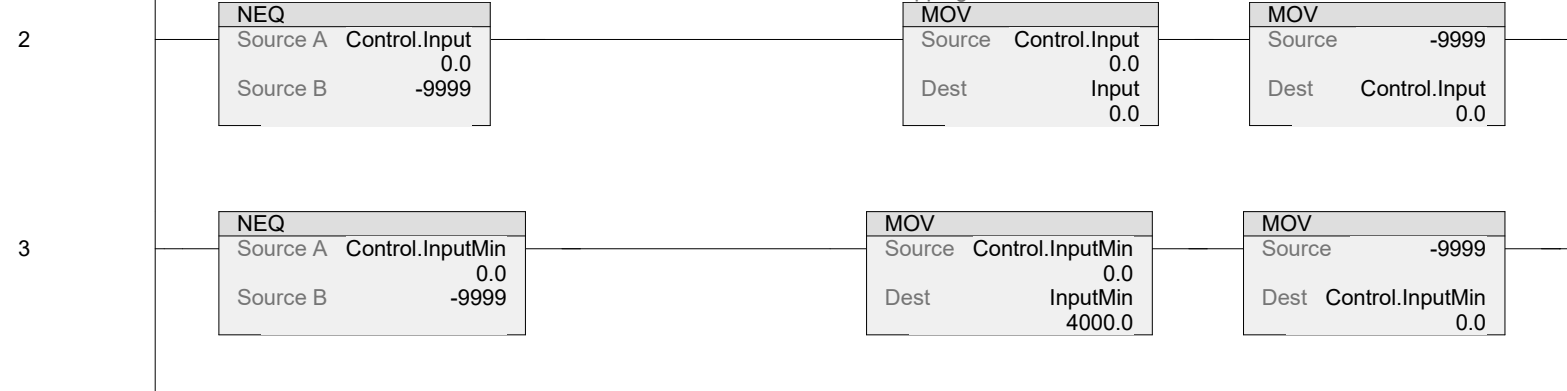 2
NEQ
Source A Control.Input
0.0
Source B -9999
MOV
Source Control.Input
0.0
Dest Input
0.0
MOV
Source -9999
Dest Control.Input
0.0
3
NEQ
Source A Control.InputMin
0.0
Source B -9999
MOV
Source Control.InputMin
0.0
Dest InputMin
4000.0
MOV
Source -9999
Dest Control.InputMin
0.0